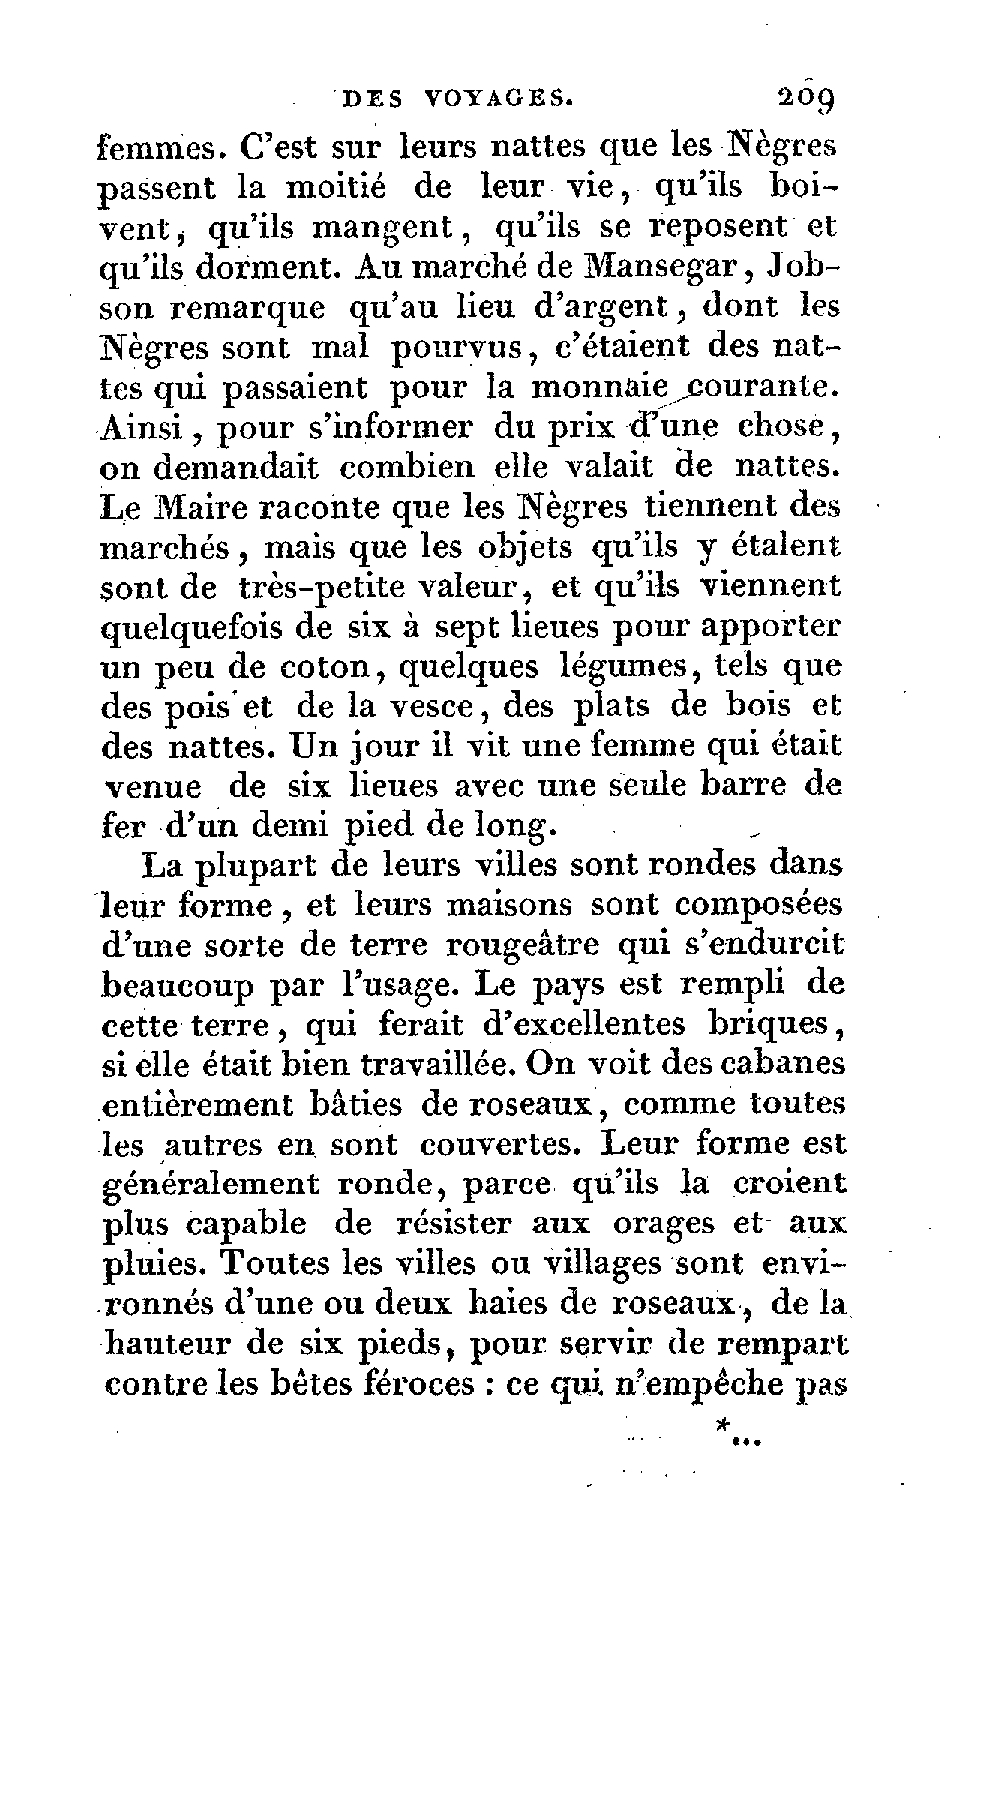 DES VOYAGES. 209
femmes. C'est sur leurs nattes que les Nègres
passent la moitié de leur vie, qu'ils boi-
vent, qu'ils mangent, qu'ils se reposent et
qu'ils dorment. Au marché de Mansegar, Job-
son remarque qu'au lieu d'argent, dont les
Nègres sont mal pourvus, c'étaient des nat-
tes qui passaient pour la monnaie courante.
Ainsi, pour s'informer du prix d'une chose,
on demandait combien elle valait de nattes.
Le Maire raconte que les Nègres tiennent des
marchés, mais que les objets qu'ils y étalent
sont de très-petite valeur, et qu'ils viennent
quelquefois de six à sept lieues pour apporter
un peu de coton, quelques légumes, tels que
des pois et de la vesce, des plats de bois et
des nattes. Un jour il vit une femme qui était
venue de six lieues avec une seule barre de
fer d'un demi pied de long.
La plupart de leurs villes sont rondes dans
leur forme, et leurs maisons sont composées
d'une sorte de terre rougeâtre qui s'endurcit
beaucoup par l'usage. Le pays est rempli de
cette terre, qui ferait d'excellentes briques,
si elle était bien travaillée. On voit des cabanes
entièrement bâties de roseaux, comme toutes
les autres en sont couvertes. Leur forme est
généralement ronde, parce qu'ils la croient
plus capable de résister aux orages et aux
pluies. Toutes les villes ou villages sont envi-
ronnés d'une ou deux haies de roseaux, de la
hauteur de six pieds, pour servir de rempart
contre les bêtes féroces : ce qui n'empêche pas
*...